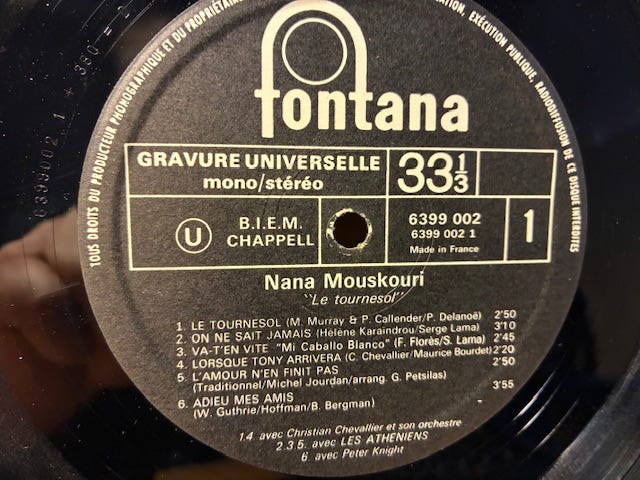 TOUS DROITS DU PRODUCTEUR PHONOGRAPHIQUE ET DU PROPRIÉTAIRE
ATION, EXÉCUTION PUBLIQUE, RADIODIFFUSION DE CE DISQUE INTERDITES
fontana
GRAVURE UNIVERSELLE
mono/stéréo
33 1/3
U
B.I.E.M.
CHAPPELL
6399 002
6399 002 1
Made in France
1
Nana Mouskouri
"Le tournesol"
1. LE TOURNESOL (M. Murray & P. Callender/P. Delanoë) 2'50
2. ON NE SAIT JAMAIS (Hélène Karaindrou/Serge Lama) 3'10
3. VA-T'EN VITE "Mi Caballo Blanco" (F. Florès/S. Lama) 2'45
4. LORSQUE TONY ARRIVERA (C. Chevallier/Maurice Bourdet) 2'20
5. L'AMOUR N'EN FINIT PAS 2'50
(Traditionnel/Michel Jourdan/arrang. G. Petsilas)
6. ADIEU MES AMIS 3'55
(W. Guthrie/Hoffman/B. Bergman)
1.4. avec Christian Chevallier et son orchestre
2.3.5. avec LES ATHENIENS
6. avec Peter Knight
6399002 1 + 380